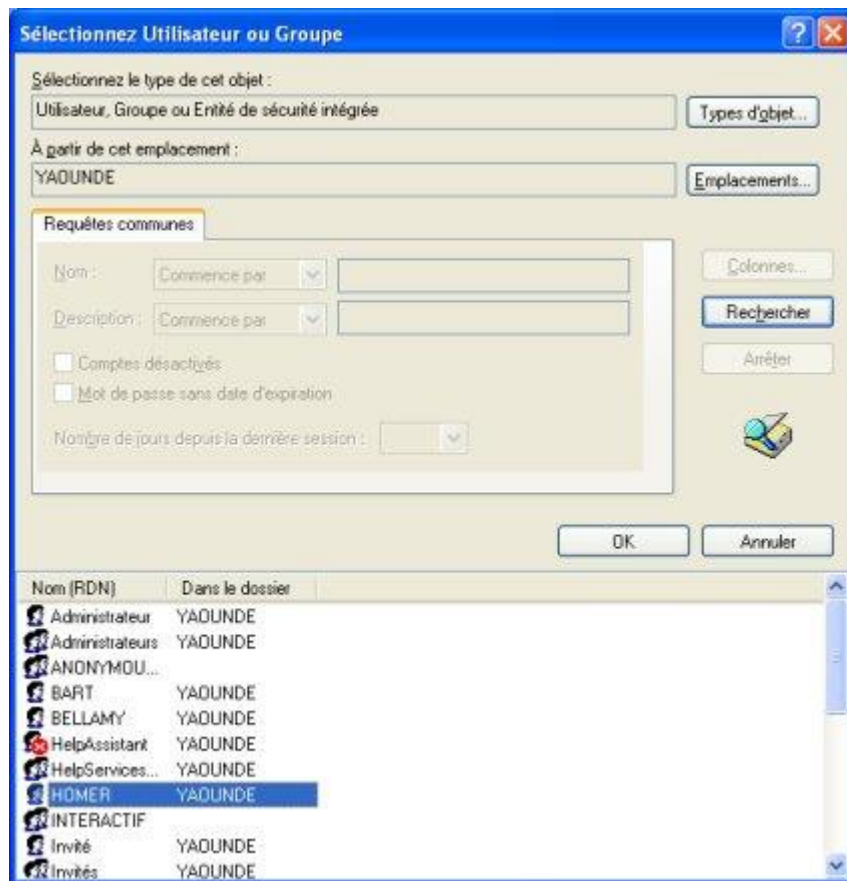 Sélectionnez Utilisateur ou Groupe
Sélectionnez le type de cet objet :
Utilisateur, Groupe ou Entité de sécurité intégrée
Types d'objet...
À partir de cet emplacement :
YAOUNDE
Emplacements...
Requêtes communes
Nom :
Commence par
Colonnes...
Description :
Commence par
Rechercher
Comptes désactivés
Arrêter
Mot de passe sans date d'expiration
Nombre de jours depuis la dernière session :
OK
Annuler
Nom (RDN) Dans le dossier
Administrateur YAOUNDE
Administrateurs YAOUNDE
ANONYMOU...
BART YAOUNDE
BELLAMY YAOUNDE
HelpAssistant YAOUNDE
HelpServices... YAOUNDE
HOMER YAOUNDE
INTERACTIF
Invité YAOUNDE
Invités YAOUNDE